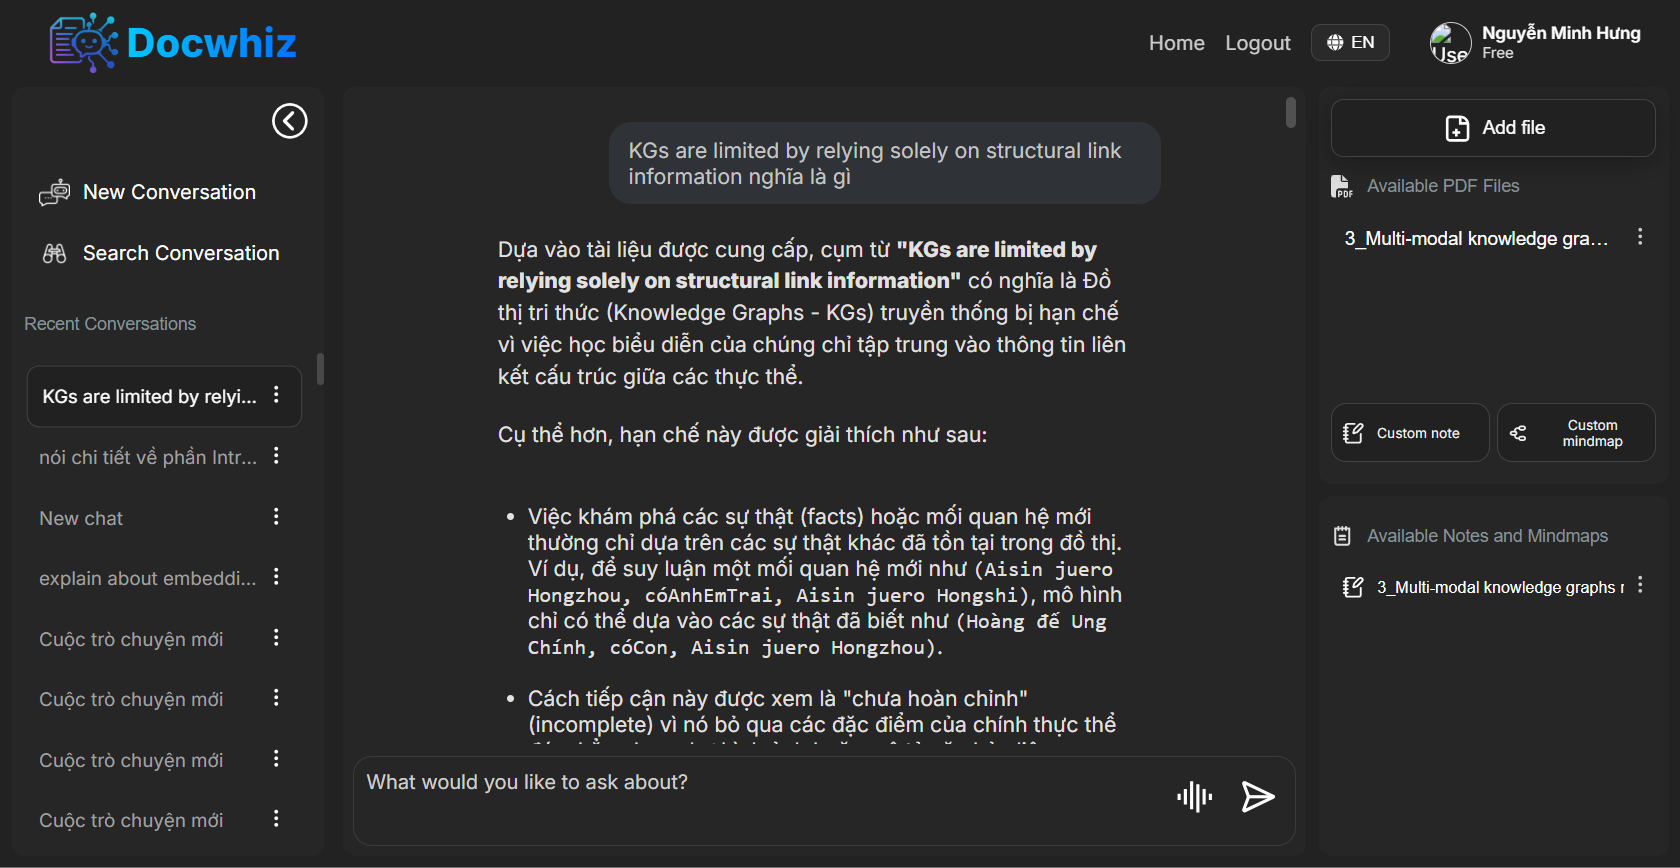 Docwhiz
Home
Logout
EN
Use
Nguyễn Minh Hưng
Free
New Conversation
Search Conversation
Recent Conversations
KGs are limited by relyi...
nói chi tiết về phần Intr...
New chat
explain about embeddi...
Cuộc trò chuyện mới
Cuộc trò chuyện mới
Cuộc trò chuyện mới
Cuộc trò chuyện mới
KGs are limited by relying solely on structural link
information nghĩa là gì
Dựa vào tài liệu được cung cấp, cụm từ "KGs are limited by
relying solely on structural link information" có nghĩa là Đồ
thị tri thức (Knowledge Graphs - KGs) truyền thống bị hạn chế
vì việc học biểu diễn của chúng chỉ tập trung vào thông tin liên
kết cấu trúc giữa các thực thể.
Cụ thể hơn, hạn chế này được giải thích như sau:
• Việc khám phá các sự thật (facts) hoặc mối quan hệ mới
thường chỉ dựa trên các sự thật khác đã tồn tại trong đồ thị.
Ví dụ, để suy luận một mối quan hệ mới như (Aisin juero
Hongzhou, cóAnhEmTrai, Aisin juero Hongshi), mô hình
chỉ có thể dựa vào các sự thật đã biết như (Hoàng đế Ung
Chính, cóCon, Aisin juero Hongzhou).
• Cách tiếp cận này được xem là "chưa hoàn chỉnh"
(incomplete) vì nó bỏ qua các đặc điểm của chính thực thể
What would you like to ask about?
Add file
PDF
Available PDF Files
3_Multi-modal knowledge gra...
Custom note
Custom
mindmap
Available Notes and Mindmaps
3_Multi-modal knowledge graphs